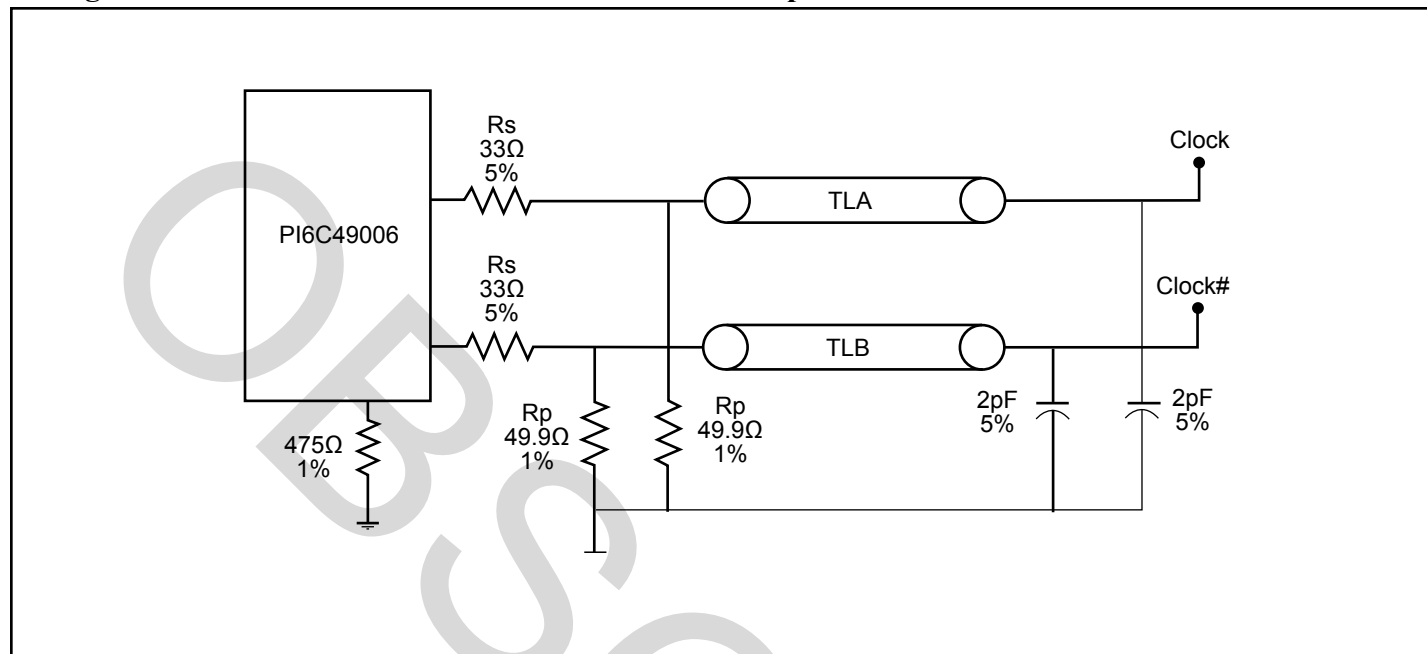 Rs
33Ω
5%
Clock
TLA
PI6C49006
Rs
33Ω
5%
Clock#
TLB
Rp
49.9Ω
1%
Rp
49.9Ω
1%
2pF
5%
2pF
5%
475Ω
1%